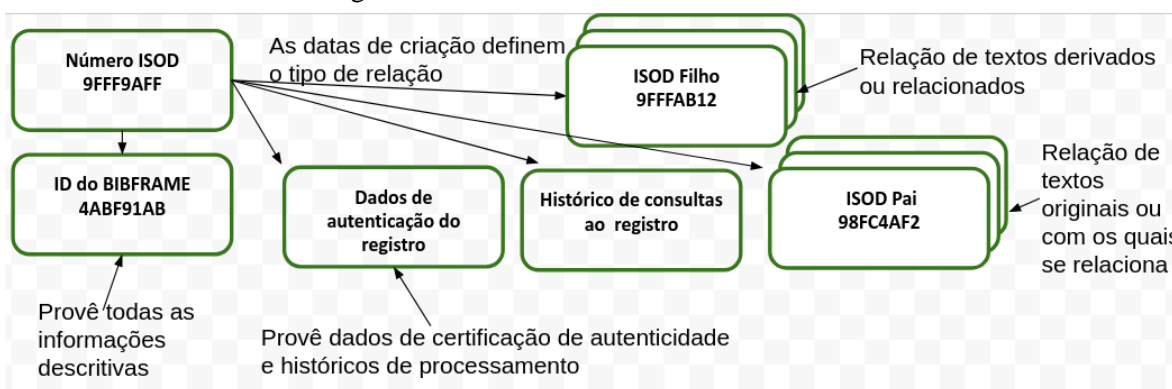 Número ISOD
9FFF9AFF
As datas de criação definem
o tipo de relação
ISOD Filho
9FFFAB12
Relação de textos derivados
ou relacionados
ID do BIBFRAME
4ABF91AB
Dados de
autenticação do
registro
Histórico de consultas
ao registro
ISOD Pai
98FC4AF2
Relação de
textos
originais ou
com os quais
se relaciona
Provê todas as
informações
descritivas
Provê dados de certificação de autenticidade
e históricos de processamento